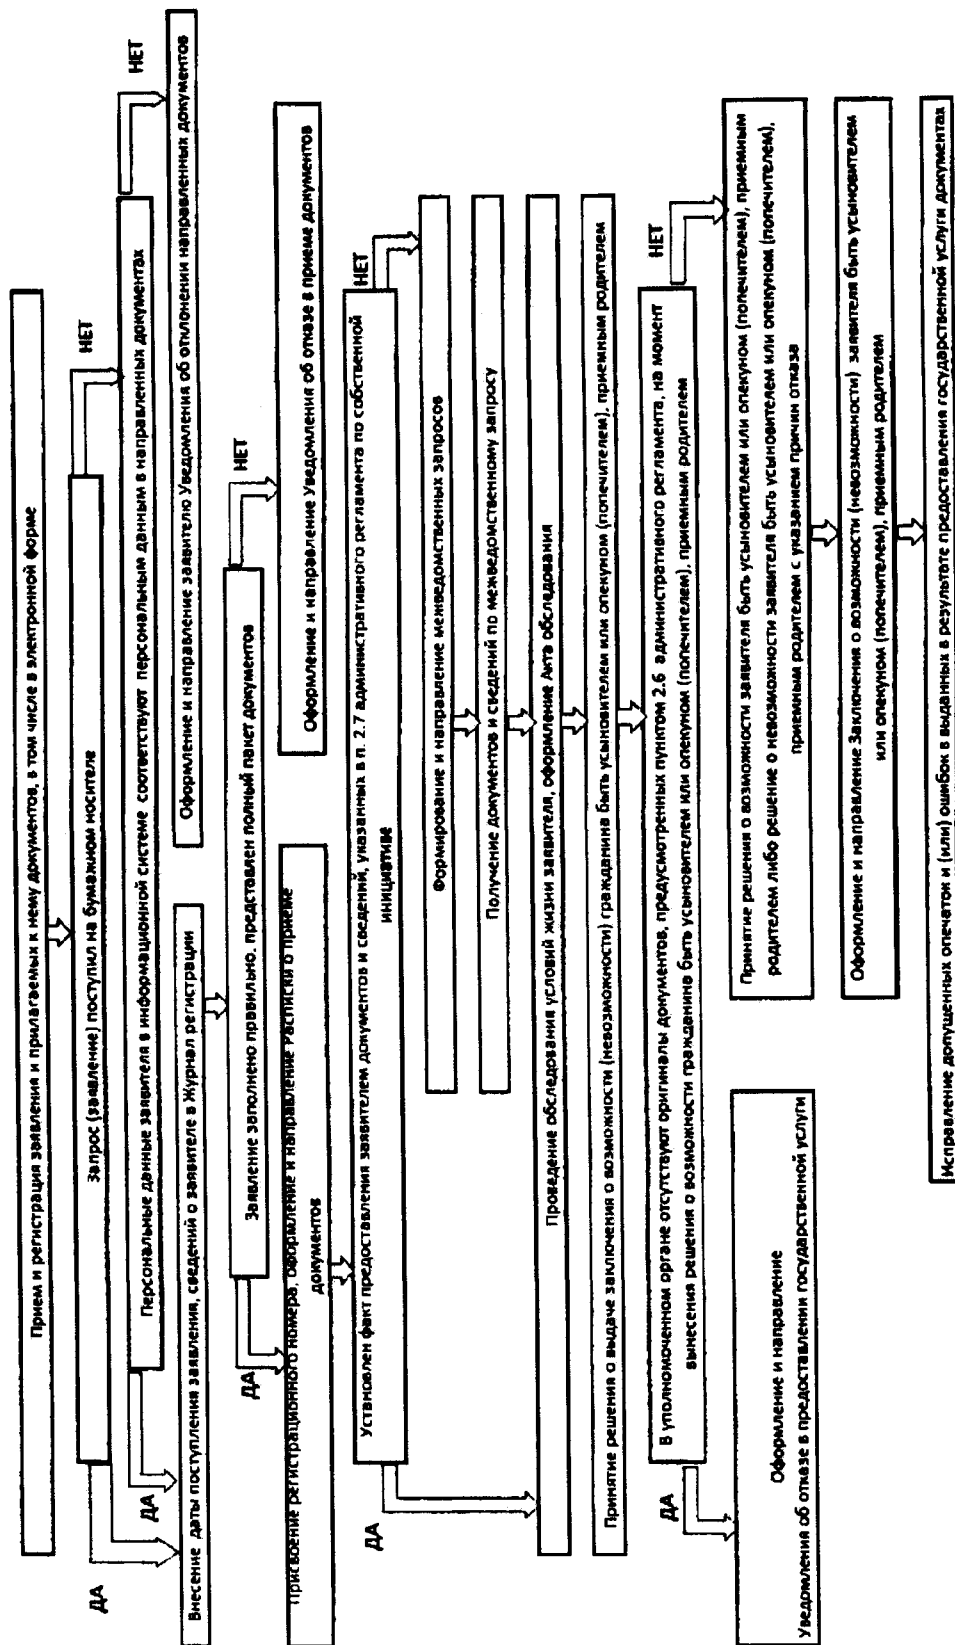 Прием и регистрация заявления и прилагаемых к нему документов, в том числе в электронной форме
Запрос (заявление) поступил на бумажном носителе
НЕТ
ДА
Персональные данные заявителя в информационной системе соответствуют персональным данным в направленных документах
НЕТ
ДА
Внесение даты поступления заявления, сведений о заявителе в Журнал регистрации
Оформление и направление заявителю Уведомления об отклонении направленных документов
Заявление заполнено правильно, представлен полный пакет документов
НЕТ
ДА
Присвоение регистрационного номера. Оформление и направление Расписки о приеме
документов
Оформление и направление Уведомления об отказе в приеме документов
Установлен факт предоставления заявителем документов и сведений, указанных в п. 2.7 административного регламента по собственной
инициативе
НЕТ
ДА
Формирование и направление межведомственных запросов
Получение документов и сведений по межведомственному запросу
Проведение обследования условий жизни заявителя, оформление Акта обследования
Принятие решения о выдаче заключения о возможности (невозможности) гражданина быть усыновителем или опекуном (попечителем), приемным родителем
В уполномоченном органе отсутствуют оригиналы документов, предусмотренных пунктом 2.6 административного регламента, на момент
вынесения решения о возможности гражданина быть усыновителем или опекуном (попечителем), приемным родителем
НЕТ
ДА
Оформление и направление
Уведомления об отказе в предоставлении государственной услуги
Принятие решения о возможности заявителя быть усыновителем или опекуном (попечителем), приемным
родителем либо решение о невозможности заявителя быть усыновителем или опекуном (попечителем),
приемным родителем с указанием причин отказа
Оформление и направление Заключения о возможности (невозможности) заявителя быть усыновителем
или опекуном (попечителем), приемным родителем
Исправление допущенных опечаток и (или) ошибок в выданных в результате предоставления государственной услуги документах